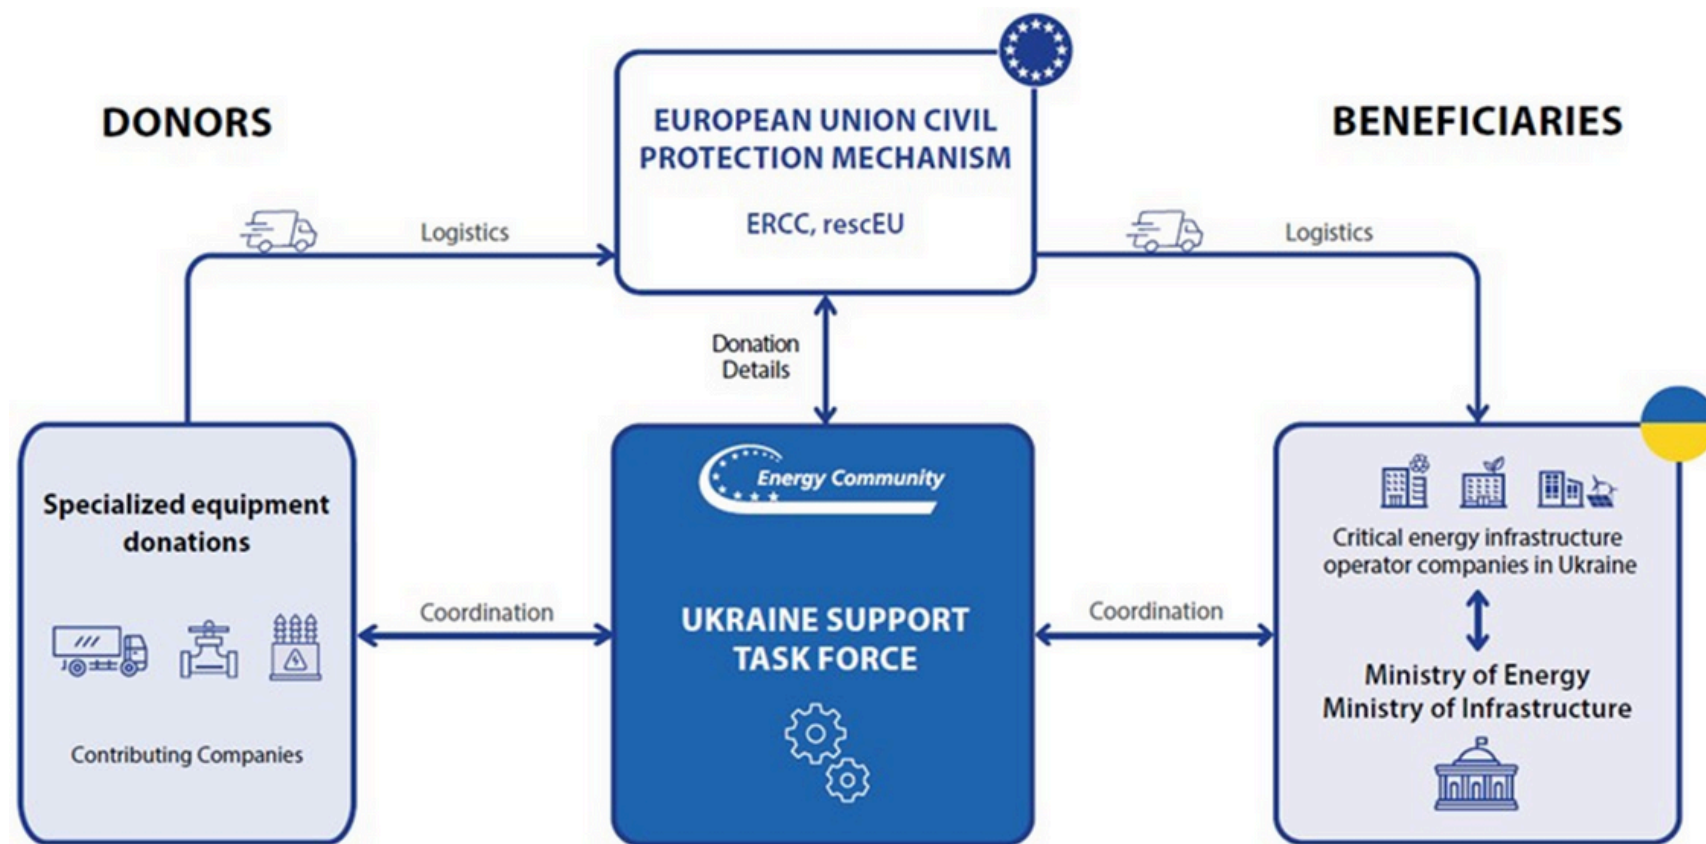 DONORS
EUROPEAN UNION CIVIL
PROTECTION MECHANISM
ERCC, rescEU
BENEFICIARIES
Logistics
Logistics
Donation
Details
Specialized equipment
donations
Contributing Companies
Coordination
Energy Community
UKRAINE SUPPORT
TASK FORCE
Coordination
Critical energy infrastructure
operator companies in Ukraine
Ministry of Energy
Ministry of Infrastructure